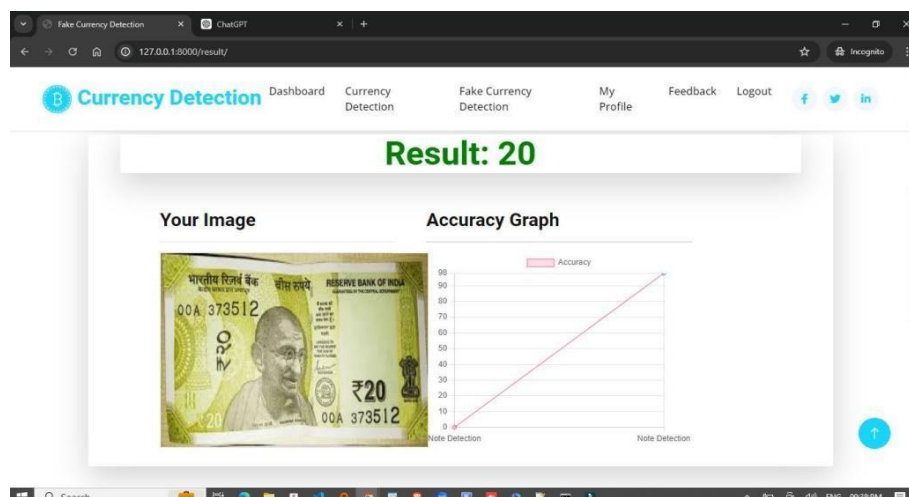 Fake Currency Detection
ChatGPT
127.0.0.1:8000/result/
Incognito
Currency Detection
Dashboard
Currency Detection
Fake Currency Detection
My Profile
Feedback
Logout
f
in
Result: 20
Your Image
Accuracy Graph
भारतीय रिज़र्व बैंक
बीस रुपये
RESERVE BANK OF INDIA
00A 373512
₹20
₹20
00A 373512
Accuracy
98
90
80
70
60
50
40
30
20
10
0
Note Detection
Note Detection
Search
ENG